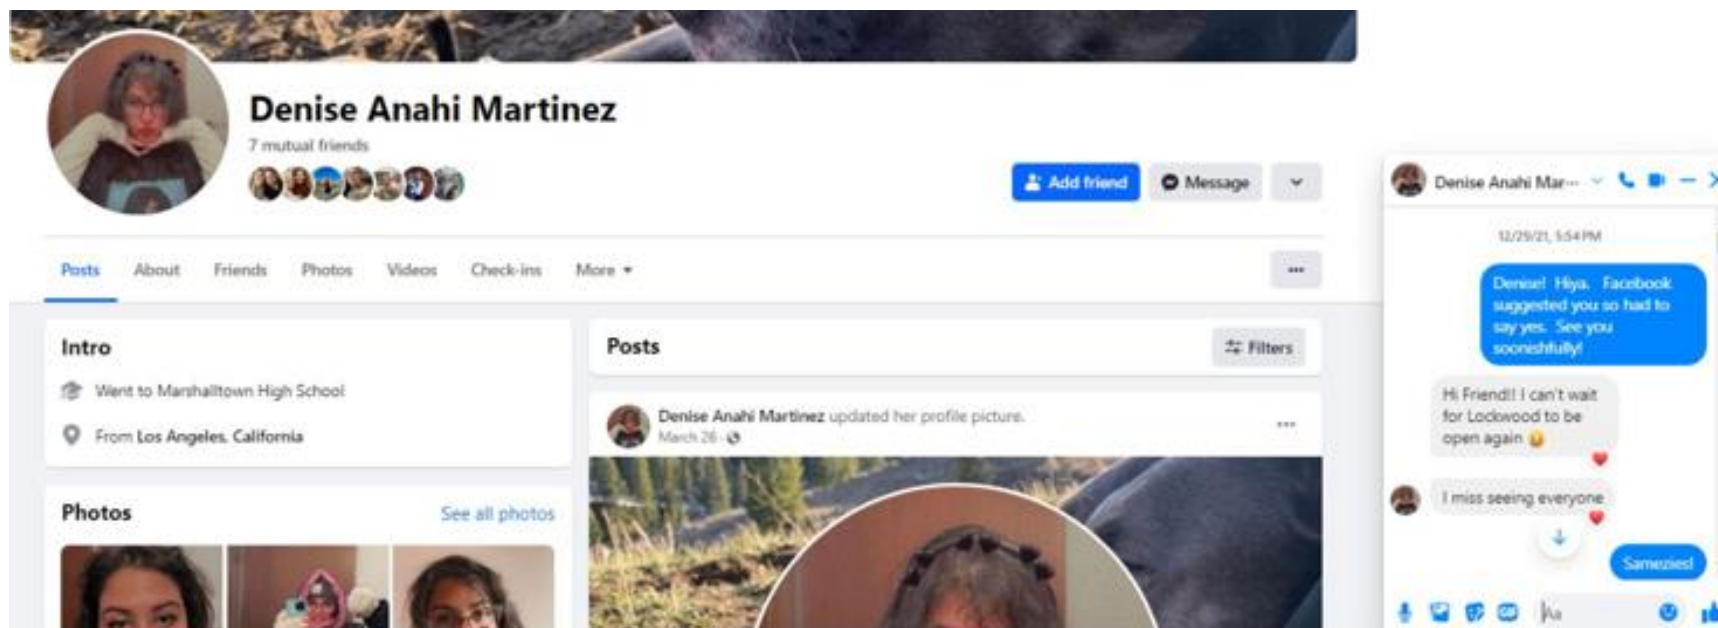 Denise Anahi Martinez
7 mutual friends
Add friend
Message
Posts
About
Friends
Photos
Videos
Check-ins
More
Intro
Went to Marshalltown High School
From Los Angeles, California
Photos
See all photos
Posts
Filters
Denise Anahi Martinez updated her profile picture.
March 26
Denise Anahi Mar...
12/29/21, 5:54 PM
Denise! Hiya. Facebook
suggested you so had to
say yes. See you
soonishfully!
Hi Friend!! I can't wait
for Lockwood to be
open again
I miss seeing everyone
Samezies!
GIF
Aa